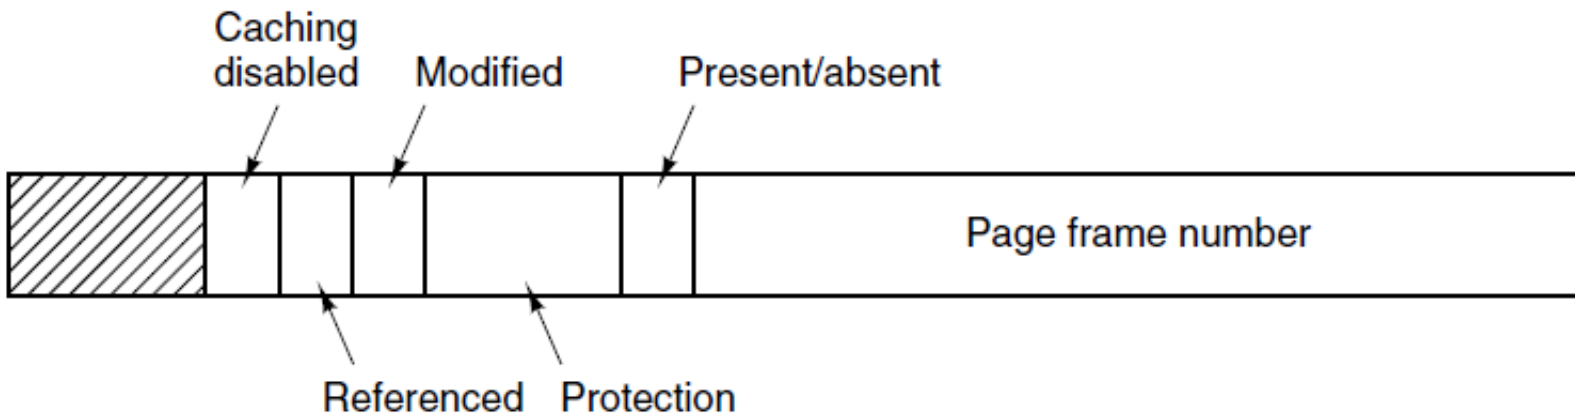 Caching
disabled
Modified
Present/absent
Page frame number
Referenced
Protection